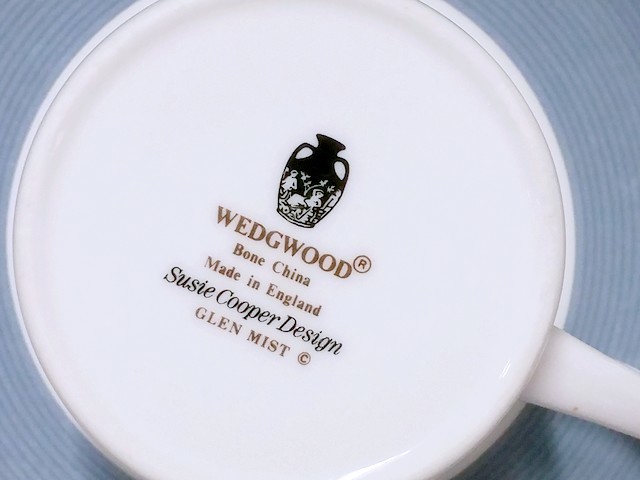 WEDGWOOD®
Bone China
Made in England
Susie Cooper Design
GLEN MIST ©